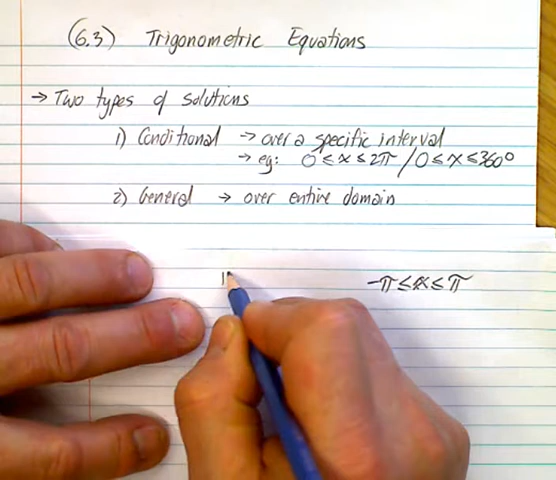 (6.3) Trigonometric Equations
→ Two types of solutions
1) Conditional → over a specific interval
→ eg: 0 ≤ x ≤ 2π / 0 ≤ x ≤ 360°
2) General → over entire domain
-π ≤ x ≤ π